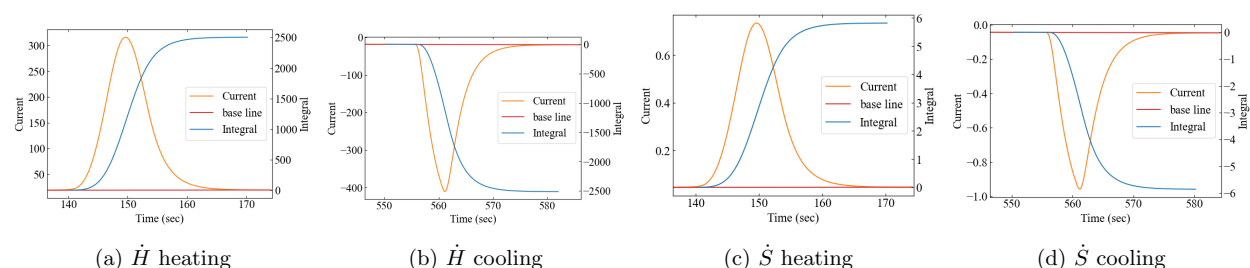 300
250
200
150
100
50
Current
2500
2000
1500
1000
500
0
Integral
Current
base line
Integral
140 150 160 170
Time (sec)
(a) Ḣ heating
0
−100
−200
−300
−400
Current
0
−500
−1000
−1500
−2000
−2500
Integral
Current
base line
Integral
550 560 570 580
Time (sec)
(b) Ḣ cooling
0.6
0.4
0.2
Current
6
5
4
3
2
1
0
Integral
Current
base line
Integral
140 150 160 170
Time (sec)
(c) Ṡ heating
0.0
−0.2
−0.4
−0.6
−0.8
−1.0
Current
0
−1
−2
−3
−4
−5
−6
Integral
Current
base line
Integral
550 560 570 580
Time (sec)
(d) Ṡ cooling